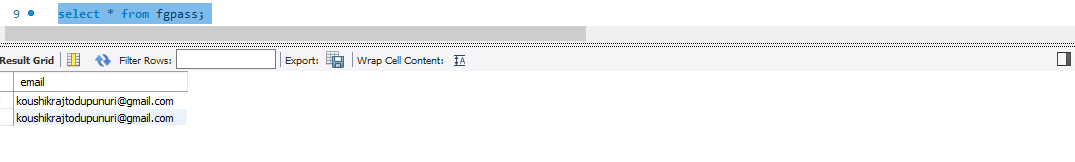 9 select * from fgpass;
Result Grid Filter Rows: Export: Wrap Cell Content:
email
koushikrajtodupunuri@gmail.com
koushikrajtodupunuri@gmail.com